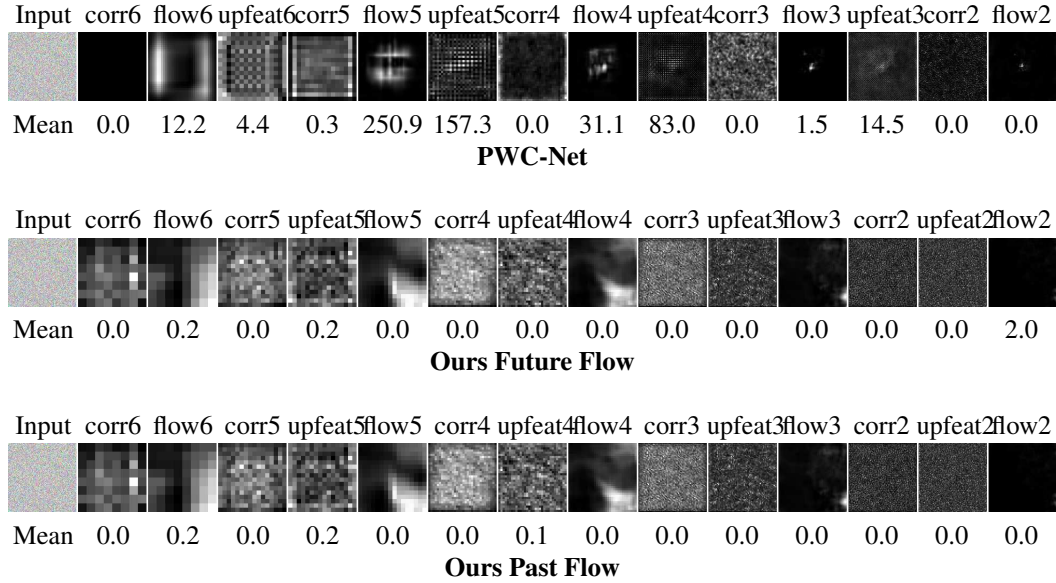 Input corr6 flow6 upfeat6corr5 flow5 upfeat5corr4 flow4 upfeat4corr3 flow3 upfeat3corr2 flow2
Mean 0.0 12.2 4.4 0.3 250.9 157.3 0.0 31.1 83.0 0.0 1.5 14.5 0.0 0.0
PWC-Net
Input corr6 flow6 corr5 upfeat5flow5 corr4 upfeat4flow4 corr3 upfeat3flow3 corr2 upfeat2flow2
Mean 0.0 0.2 0.0 0.2 0.0 0.0 0.0 0.0 0.0 0.0 0.0 0.0 0.0 2.0
Ours Future Flow
Input corr6 flow6 corr5 upfeat5flow5 corr4 upfeat4flow4 corr3 upfeat3flow3 corr2 upfeat2flow2
Mean 0.0 0.2 0.0 0.2 0.0 0.0 0.1 0.0 0.0 0.0 0.0 0.0 0.0 0.0
Ours Past Flow